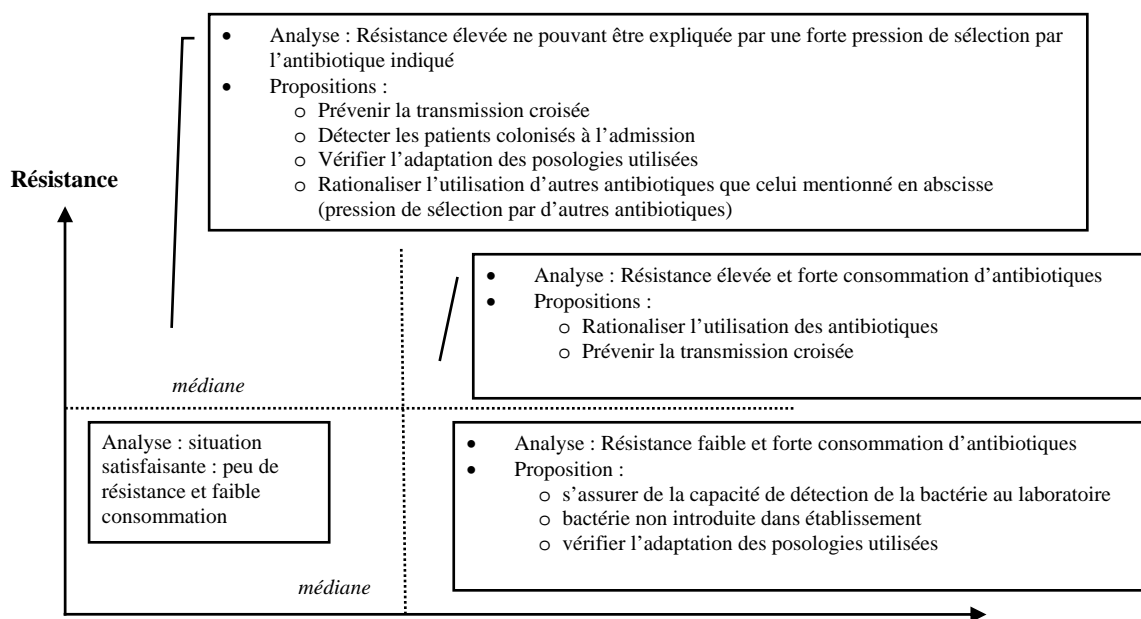 • Analyse : Résistance élevée ne pouvant être expliquée par une forte pression de sélection par
l’antibiotique indiqué
• Propositions :
o Prévenir la transmission croisée
o Détecter les patients colonisés à l’admission
o Vérifier l’adaptation des posologies utilisées
o Rationaliser l’utilisation d’autres antibiotiques que celui mentionné en abscisse
(pression de sélection par d’autres antibiotiques)
Résistance
• Analyse : Résistance élevée et forte consommation d’antibiotiques
• Propositions :
o Rationaliser l’utilisation des antibiotiques
o Prévenir la transmission croisée
médiane
Analyse : situation
satisfaisante : peu de
résistance et faible
consommation
• Analyse : Résistance faible et forte consommation d’antibiotiques
• Proposition :
o s’assurer de la capacité de détection de la bactérie au laboratoire
o bactérie non introduite dans établissement
o vérifier l’adaptation des posologies utilisées
médiane